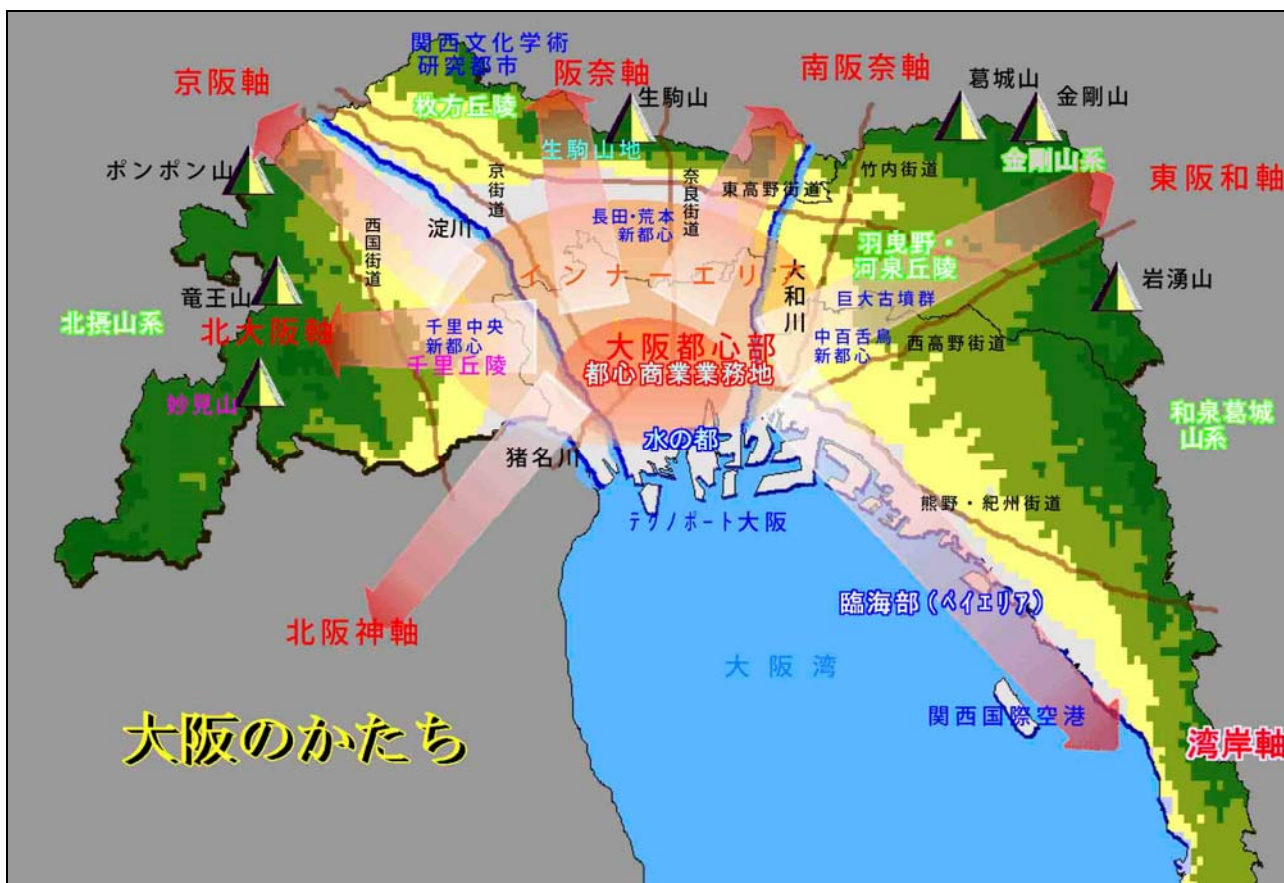 関西文化学術
研究都市
京阪軸
阪奈軸
南阪奈軸
葛城山
金剛山
枚方丘陵
生駒山
生駒山地
金剛山系
ポンポン山
京街道
奈良街道
東高野街道
竹内街道
東阪和軸
西国街道
淀川
長田・荒本
新都心
羽曳野・
河泉丘陵
インナーエリア
大和川
巨大古墳群
岩湧山
竜王山
北摂山系
北大阪軸
千里中央
新都心
千里丘陵
大阪都心部
都心商業業務地
中百舌鳥
新都心
西高野街道
妙見山
和泉葛城
山系
猪名川
水の都
テクノポート大阪
熊野・紀州街道
臨海部(ベイエリア)
北阪神軸
大阪湾
関西国際空港
大阪のかたち
湾岸軸